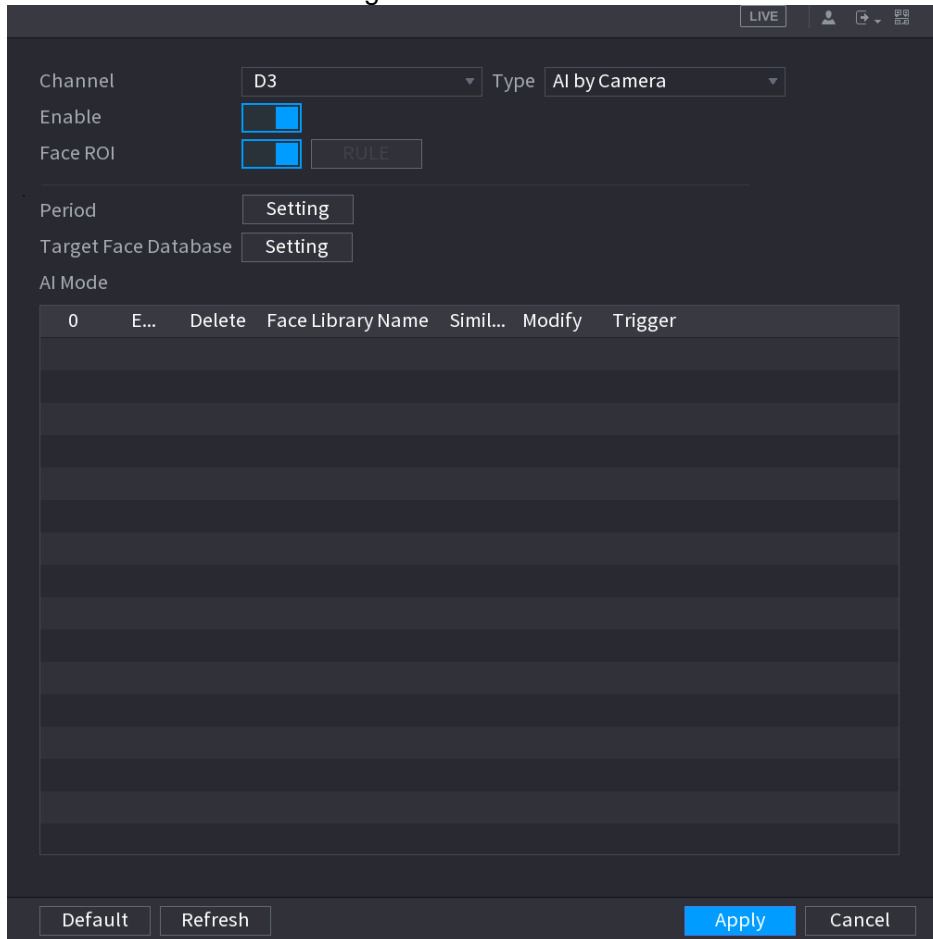 LIVE
Channel D3 Type AI by Camera
Enable
Face ROI RULE
Period Setting
Target Face Database Setting
AI Mode
0 E... Delete Face Library Name Simil... Modify Trigger
Default Refresh Apply Cancel